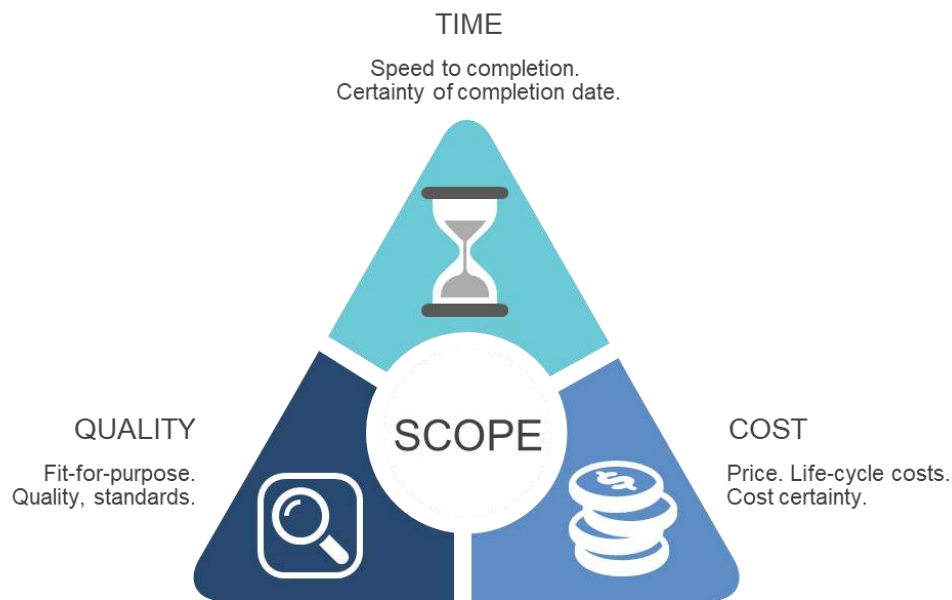 TIME
Speed to completion.
Certainty of completion date.
SCOPE
QUALITY
Fit-for-purpose.
Quality, standards.
COST
Price. Life-cycle costs.
Cost certainty.
$